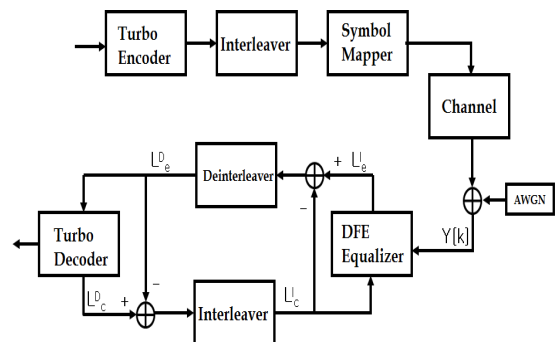 Turbo
Encoder
Interleaver
Symbol
Mapper
Channel
AWGN
Y(k)
DFE
Equalizer
+ L^I_e
−
Deinterleaver
L^D_e
Turbo
Decoder
L^D_c +
−
Interleaver
L^I_c